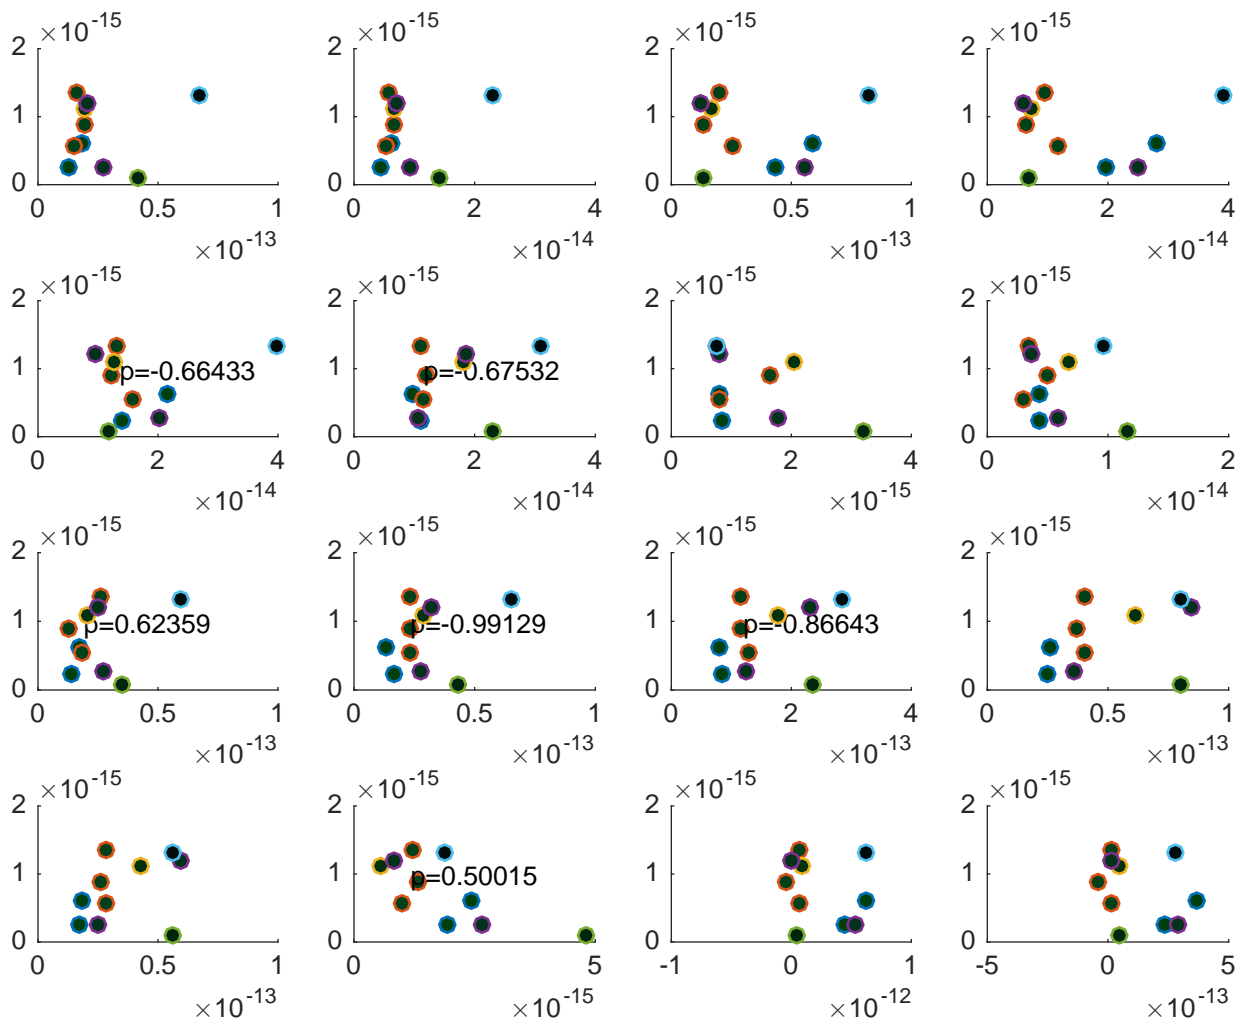 ×10-15 ×10-15 ×10-15 ×10-15
2 2 2 2
1 1 1 1
0 0 0 0
0 0.5 1 0 2 4 0 0.5 1 0 2 4
×10-13 ×10-14 ×10-13 ×10-14
×10-15 ×10-15 ×10-15 ×10-15
2 2 2 2
1 p=-0.66433 1 p=-0.67532 1 1
0 0 0 0
0 2 4 0 2 4 0 2 4 0 1 2
×10-14 ×10-14 ×10-15 ×10-14
×10-15 ×10-15 ×10-15 ×10-15
2 2 2 2
1 p=0.62359 1 p=-0.99129 1 p=-0.86643 1
0 0 0 0
0 0.5 1 0 0.5 1 0 2 4 0 0.5 1
×10-13 ×10-13 ×10-13 ×10-13
×10-15 ×10-15 ×10-15 ×10-15
2 2 2 2
1 1 p=0.50015 1 1
0 0 0 0
0 0.5 1 0 5 -1 0 1 -5 0 5
×10-13 ×10-15 ×10-12 ×10-13